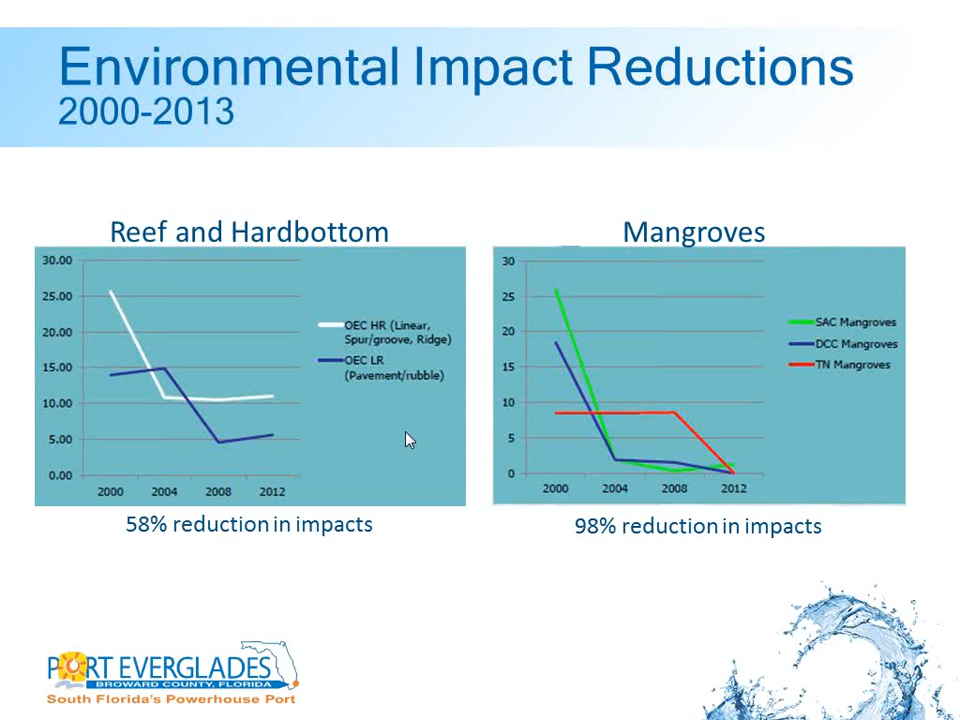 Environmental Impact Reductions
2000-2013
Reef and Hardbottom
30.00
25.00
20.00
15.00
10.00
5.00
0.00
2000 2004 2008 2012
OEC HR (Linear,
Spur/groove, Ridge)
OEC LR
(Pavement/rubble)
58% reduction in impacts
Mangroves
30
25
20
15
10
5
0
2000 2004 2008 2012
SAC Mangroves
DCC Mangroves
TN Mangroves
98% reduction in impacts
PORT EVERGLADES
BROWARD COUNTY, FLORIDA
South Florida's Powerhouse Port